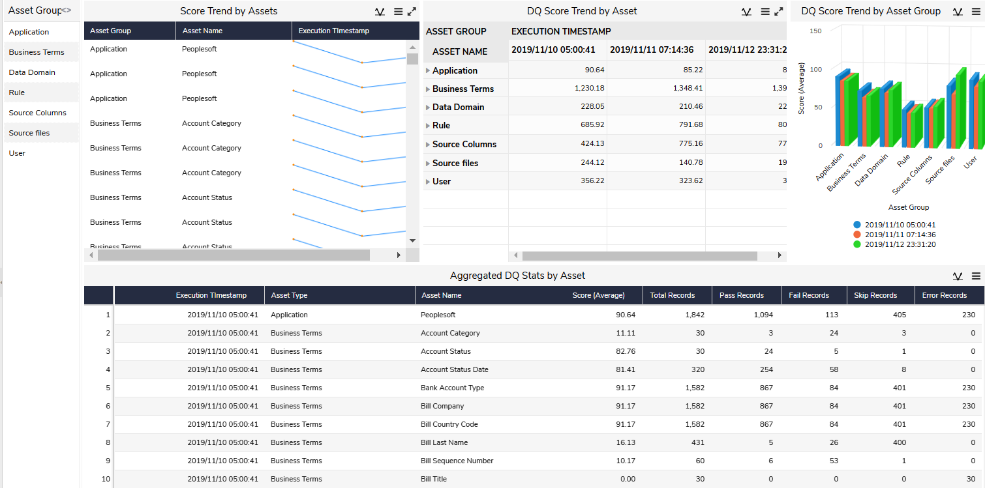 Asset Group<>
Application
Business Terms
Data Domain
Rule
Source Columns
Source files
User
Score Trend by Assets
Asset Group Asset Name Execution Timestamp
Application Peoplesoft
Application Peoplesoft
Application Peoplesoft
Business Terms Account Category
Business Terms Account Category
Business Terms Account Category
Business Terms Account Status
Business Terms Account Status
Business Terms Account Status
DQ Score Trend by Asset
ASSET GROUP EXECUTION TIMESTAMP
ASSET NAME 2019/11/10 05:00:41 2019/11/11 07:14:36 2019/11/12 23:31:2
Application 90.64 85.22 8
Business Terms 1,230.18 1,348.41 1,39
Data Domain 228.05 210.46 22
Rule 685.92 791.68 80
Source Columns 424.13 775.16 77
Source files 244.12 140.78 19
User 356.22 323.62 3
DQ Score Trend by Asset Group
150
100
50
0
Score (Average)
Application
Business Terms
Data Domain
Rule
Source Columns
Source files
User
Asset Group
2019/11/10 05:00:41
2019/11/11 07:14:36
2019/11/12 23:31:20
Aggregated DQ Stats by Asset
Execution TImestamp Asset Type Asset Name Score (Average) Total Records Pass Records Fail Records Skip Records Error Records
1 2019/11/10 05:00:41 Application Peoplesoft 90.64 1,842 1,094 113 405 230
2 2019/11/10 05:00:41 Business Terms Account Category 11.11 30 3 24 3 0
3 2019/11/10 05:00:41 Business Terms Account Status 82.76 30 24 5 1 0
4 2019/11/10 05:00:41 Business Terms Account Status Date 81.41 320 254 58 8 0
5 2019/11/10 05:00:41 Business Terms Bank Account Type 91.17 1,582 867 84 401 230
6 2019/11/10 05:00:41 Business Terms Bill Company 91.17 1,582 867 84 401 230
7 2019/11/10 05:00:41 Business Terms Bill Country Code 91.17 1,582 867 84 401 230
8 2019/11/10 05:00:41 Business Terms Bill Last Name 16.13 431 5 26 400 0
9 2019/11/10 05:00:41 Business Terms Bill Sequence Number 10.17 60 6 53 1 0
10 2019/11/10 05:00:41 Business Terms Bill Title 0.00 30 0 0 0 30